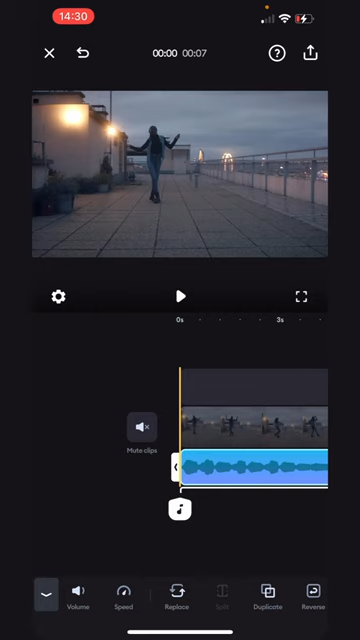 14:30
00:00 00:07
0s 3s
Mute clips
Volume Speed Replace Split Duplicate Reverse